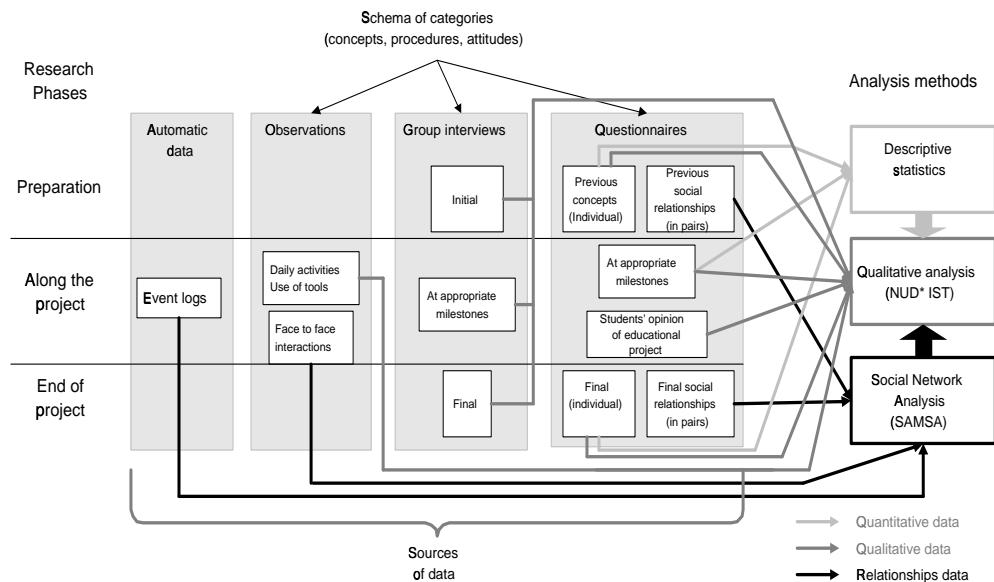 Schema of categories
(concepts, procedures, attitudes)
Research
Phases
Analysis methods
Automatic
data
Observations
Group interviews
Questionnaires
Preparation
Initial
Previous
concepts
(Individual)
Previous
social
relationships
(in pairs)
Descriptive
statistics
Along the
project
Event logs
Daily activities
Use of tools
Face to face
interactions
At appropriate
milestones
At appropriate
milestones
Students' opinion
of educational
project
Qualitative analysis
(NUD* IST)
End of
project
Final
Final
(individual)
Final social
relationships
(in pairs)
Social Network
Analysis
(SAMSA)
Sources
of data
Quantitative data
Qualitative data
Relationships data